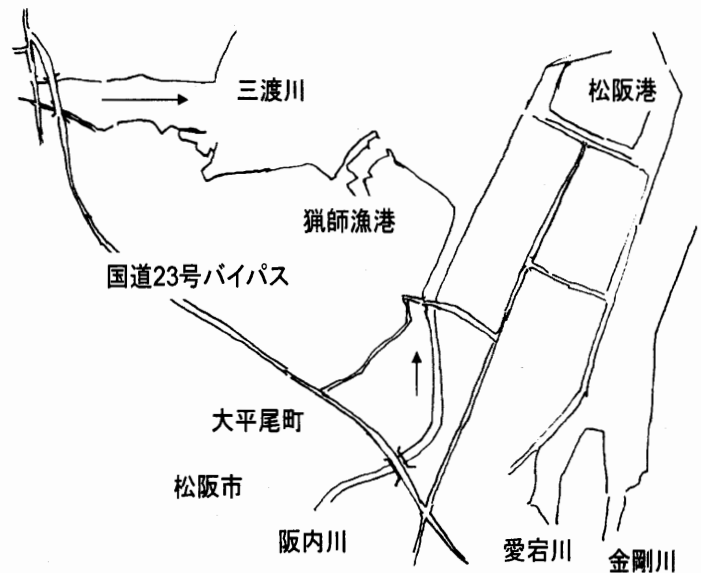 三渡川
松阪港
猟師漁港
国道23号バイパス
大平尾町
松阪市
阪内川
愛宕川
金剛川